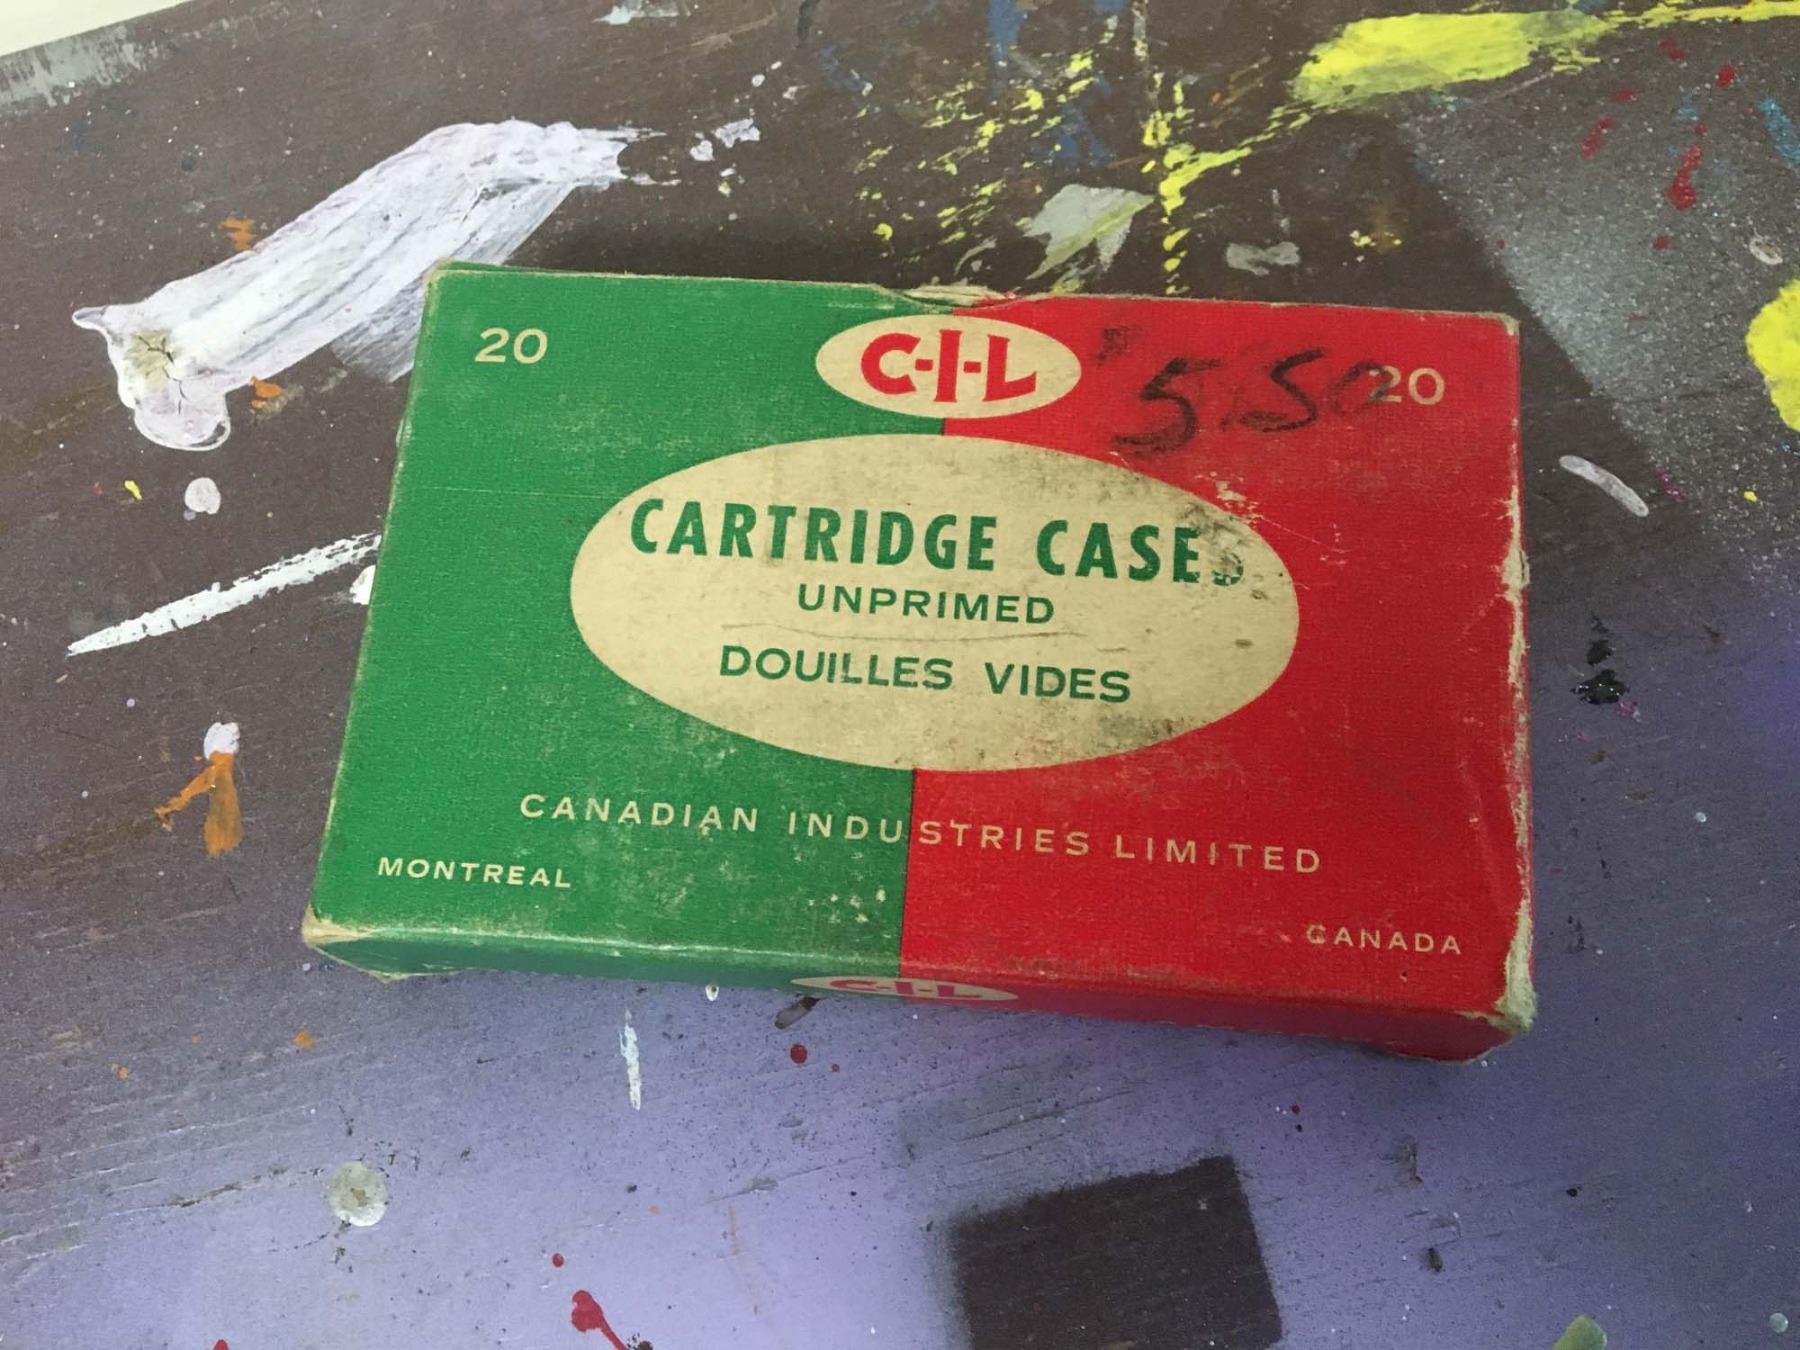 20
C-I-L
5.50
20
CARTRIDGE CASES
UNPRIMED
DOUILLES VIDES
CANADIAN INDUSTRIES LIMITED
MONTREAL
CANADA
C-I-L